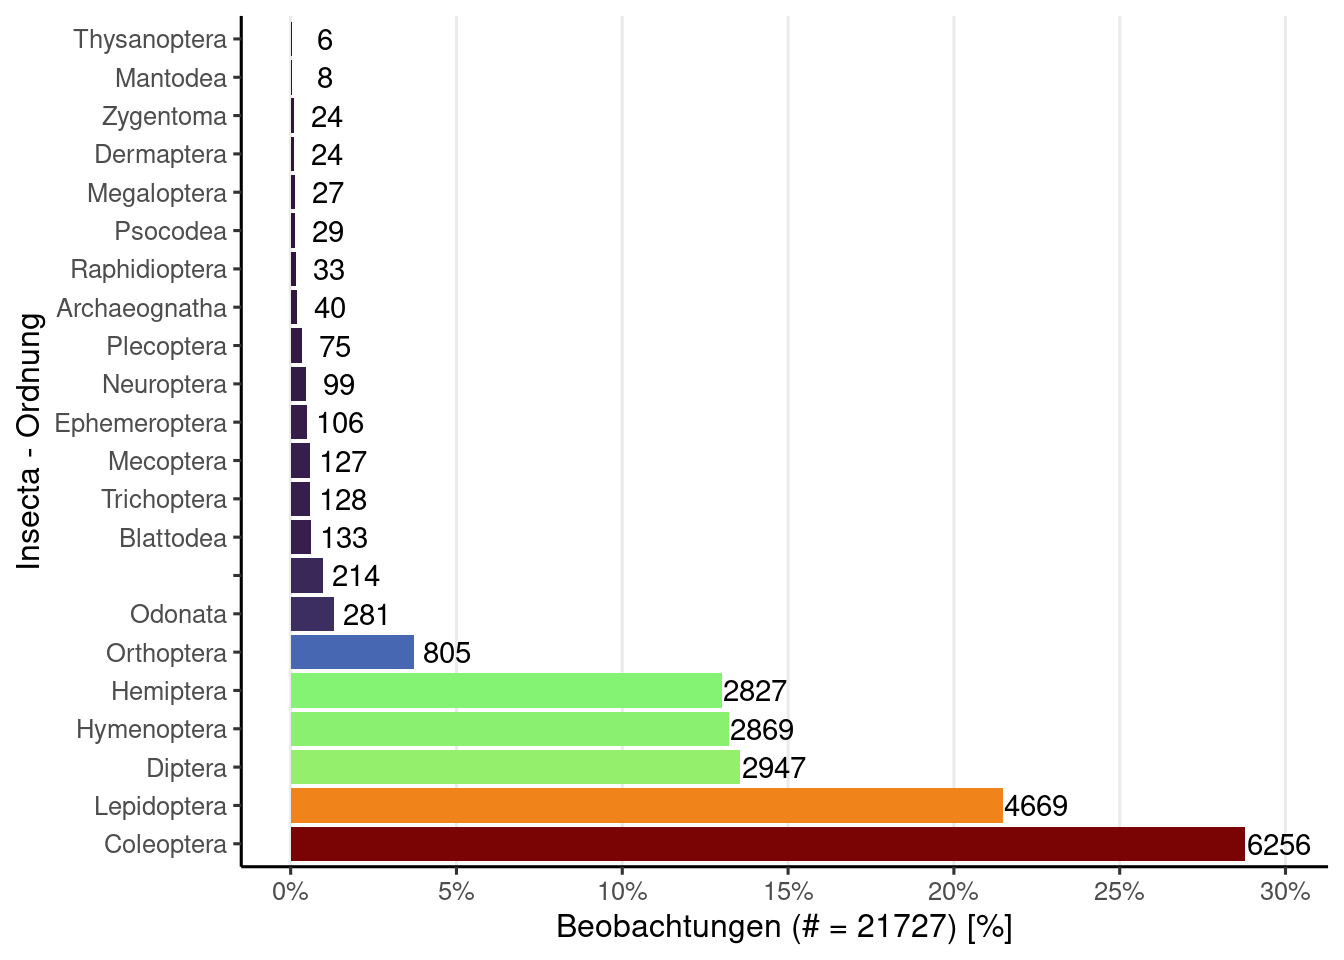 Insecta - Ordnung
Thysanoptera 6
Mantodea 8
Zygentoma 24
Dermaptera 24
Megaloptera 27
Psocodea 29
Raphidioptera 33
Archaeognatha 40
Plecoptera 75
Neuroptera 99
Ephemeroptera 106
Mecoptera 127
Trichoptera 128
Blattodea 133
214
Odonata 281
Orthoptera 805
Hemiptera 2827
Hymenoptera 2869
Diptera 2947
Lepidoptera 4669
Coleoptera 6256
0% 5% 10% 15% 20% 25% 30%
Beobachtungen (# = 21727) [%]